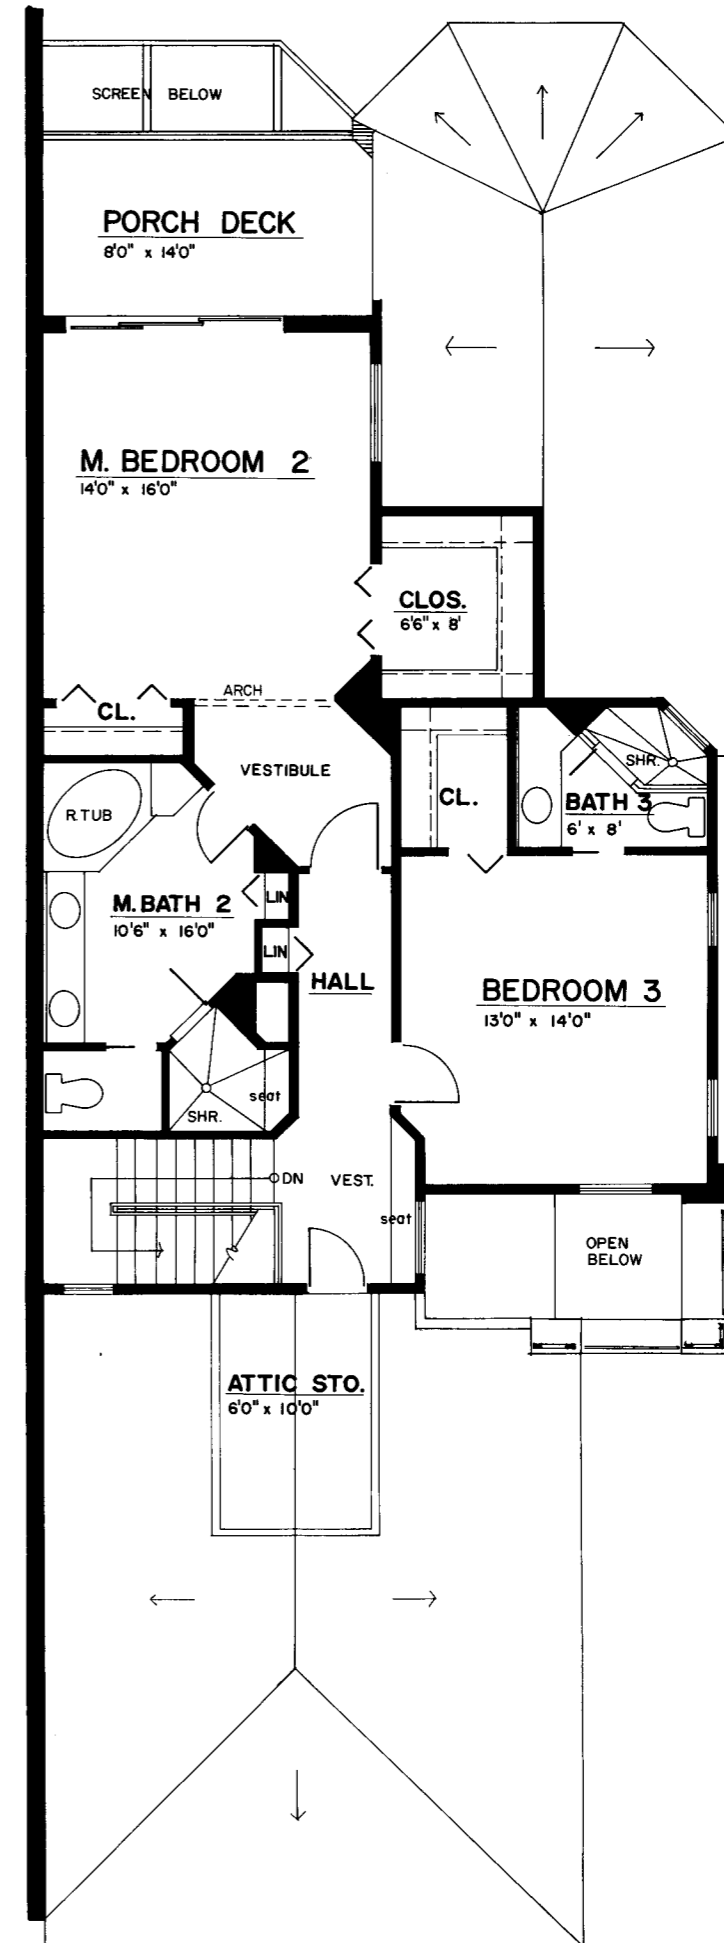 SCREEN BELOW
PORCH DECK
8'0" x 14'0"
M. BEDROOM 2
14'0" x 16'0"
CLOS.
6'6" x 8'
ARCH
CL.
VESTIBULE
R.TUB
CL.
SHR.
BATH 3
6' x 8'
M.BATH 2
10'6" x 16'0"
LIN
LIN
HALL
BEDROOM 3
13'0" x 14'0"
seat
SHR.
DN
VEST.
seat
OPEN
BELOW
ATTIC STO.
6'0" x 10'0"